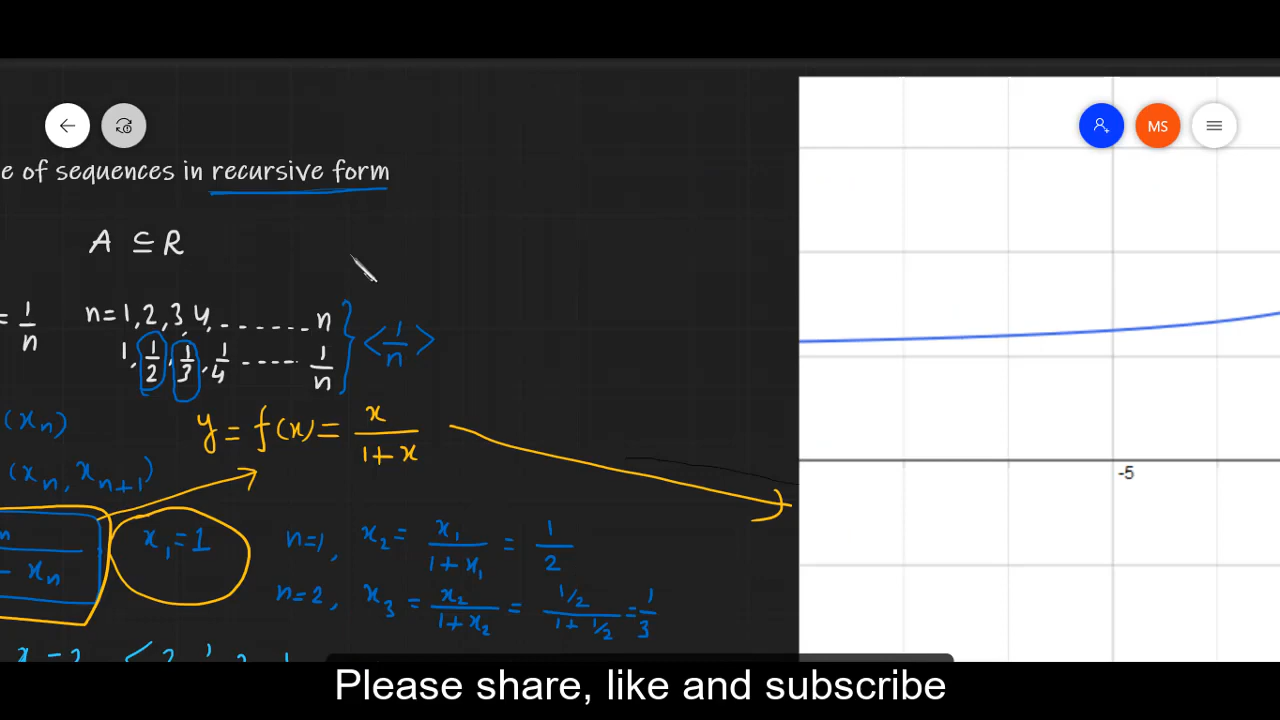 MS
e of sequences in recursive form
A ⊆ R
= 1/n
n=1,2,3,4,.......n
1, 1/2, 1/3, 1/4 ..... 1/n
<1/n>
(xn)
y = f(x) = x/(1+x)
(xn, xn+1)
-5
xn
x1=1
n=1, x2 = x1/(1+x1) = 1/2
n=2, x3 = x2/(1+x2) = (1/2)/(1+1/2) = 1/3
Please share, like and subscribe